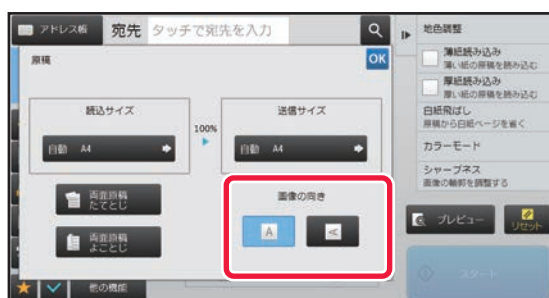 アドレス帳
宛先 タッチで宛先を入力
原稿
OK
読込サイズ
自動 A4
100%
送信サイズ
自動 A4
両面原稿
たてとじ
両面原稿
よことじ
画像の向き
A
A
他の機能
地色調整
薄紙読み込み
薄い紙の原稿を読み込む
厚紙読み込み
厚い紙の原稿を読み込む
白紙飛ばし
原稿から白紙ページを省く
カラーモード
シャープネス
画像の輪郭を調整する
プレビュー
リセット
スタート